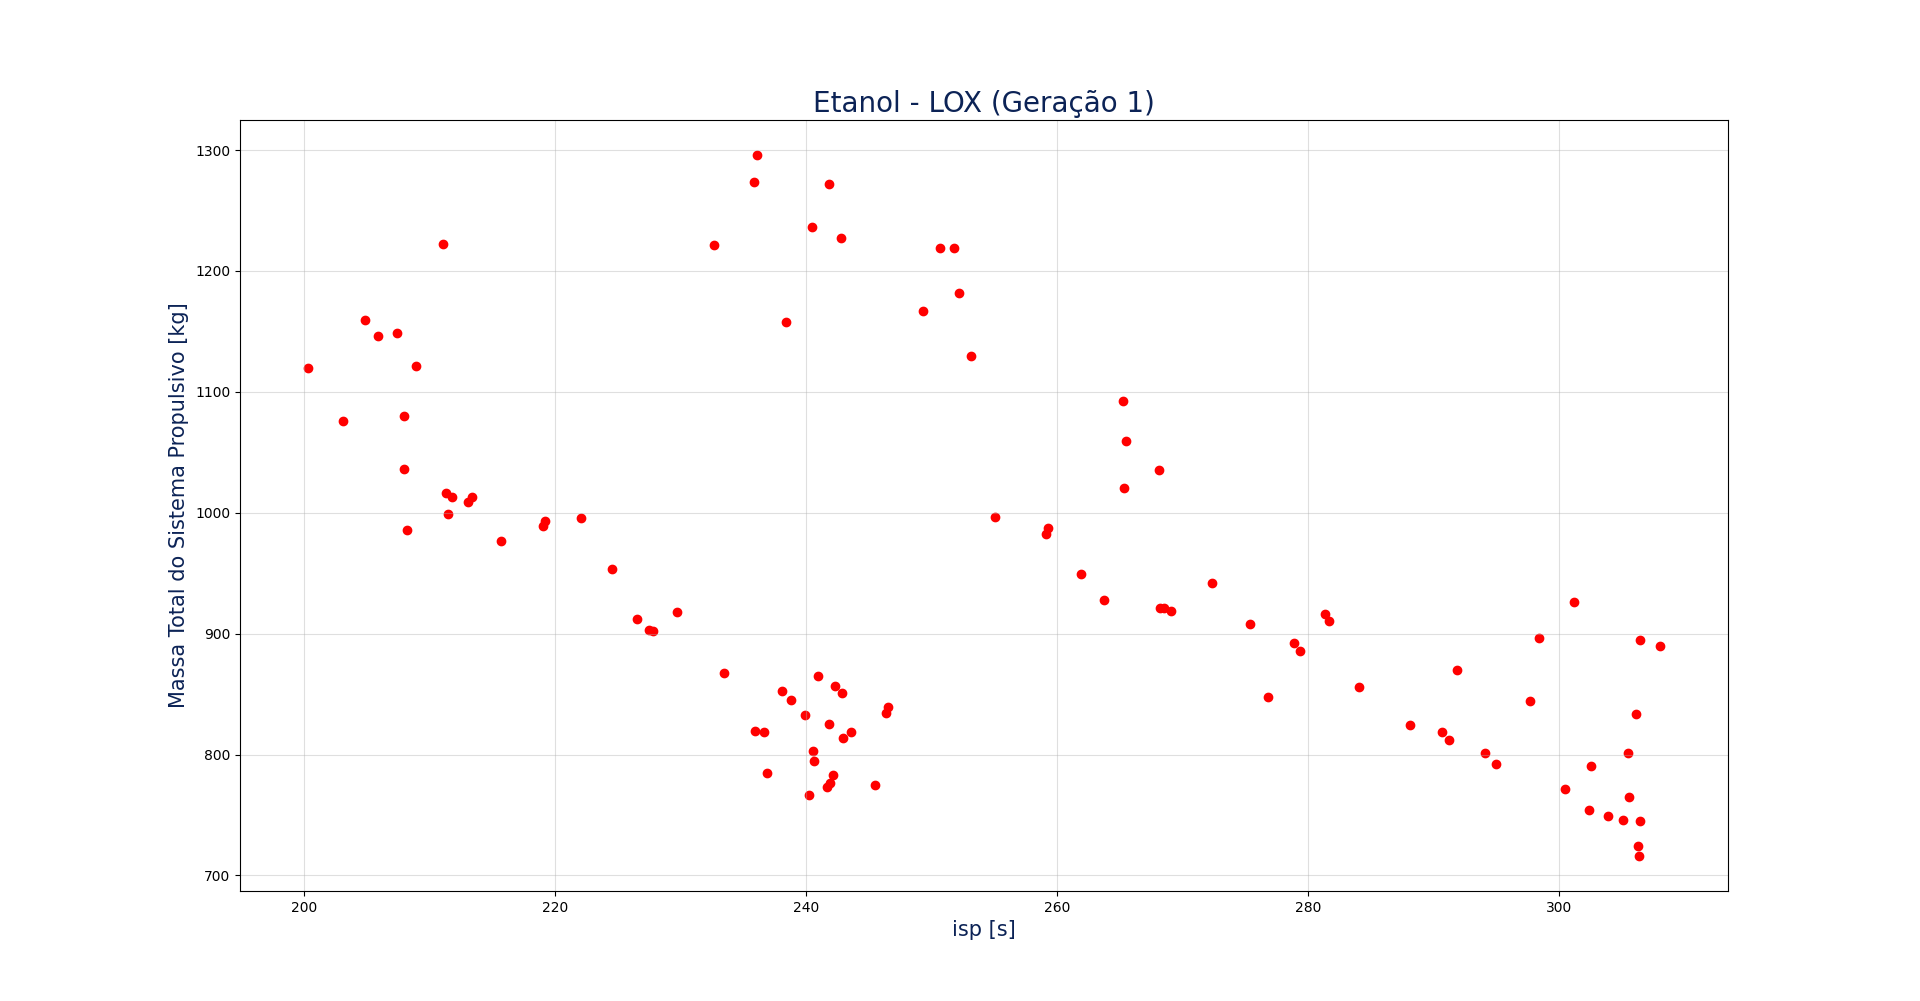 Etanol - LOX (Geração 1)
Massa Total do Sistema Propulsivo [kg]
1300
1200
1100
1000
900
800
700
200 220 240 260 280 300
isp [s]